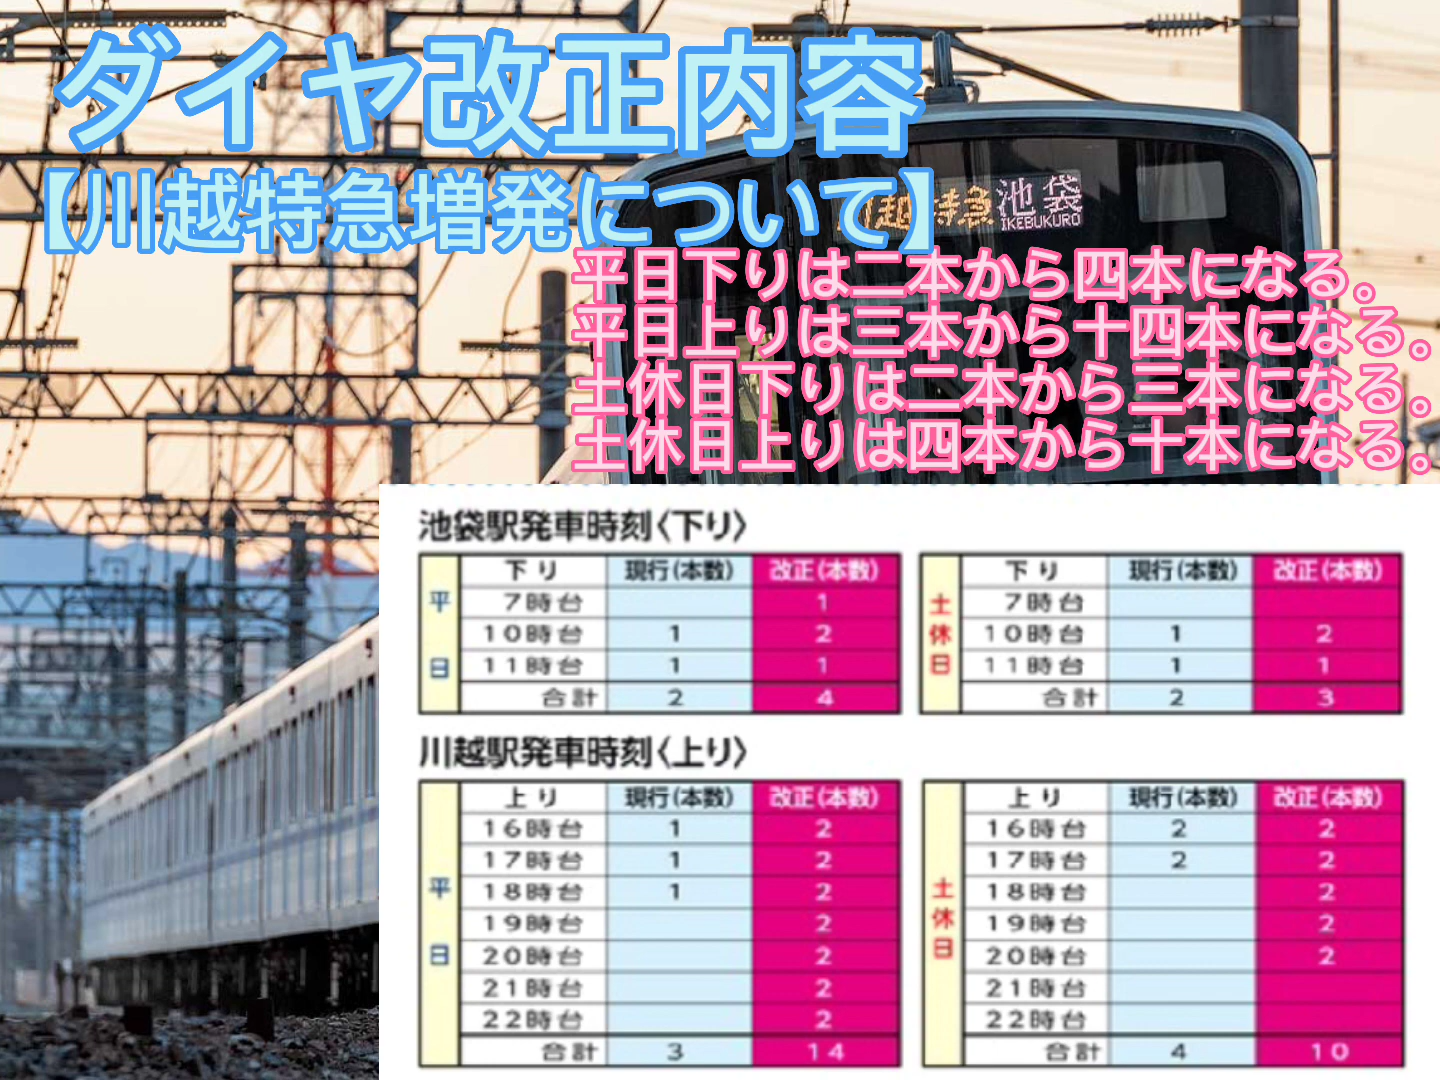 ダイヤ改正内容
【川越特急増発について】
川越特急 池袋
IKEBUKURO
平日下りは二本から四本になる。
平日上りは三本から十四本になる。
土休日下りは二本から三本になる。
土休日上りは四本から十本になる。
池袋駅発車時刻〈下り〉
平日
下り 現行(本数) 改正(本数)
7時台 1
10時台 1 2
11時台 1 1
合計 2 4
土休日
下り 現行(本数) 改正(本数)
7時台
10時台 1 2
11時台 1 1
合計 2 3
川越駅発車時刻〈上り〉
平日
上り 現行(本数) 改正(本数)
16時台 1 2
17時台 1 2
18時台 1 2
19時台 2
20時台 2
21時台 2
22時台 2
合計 3 14
土休日
上り 現行(本数) 改正(本数)
16時台 2 2
17時台 2 2
18時台 2
19時台 2
20時台 2
21時台
22時台
合計 4 10